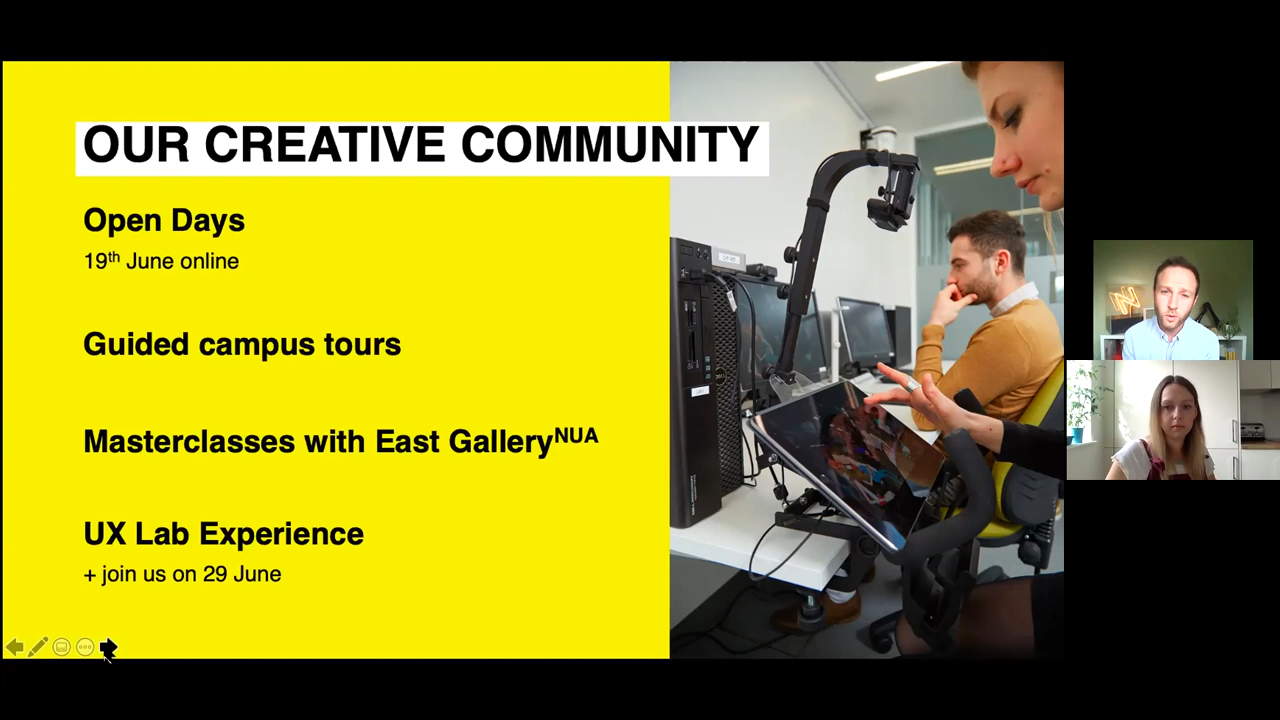 OUR CREATIVE COMMUNITY
Open Days
19th June online
Guided campus tours
Masterclasses with East GalleryNUA
UX Lab Experience
+ join us on 29 June